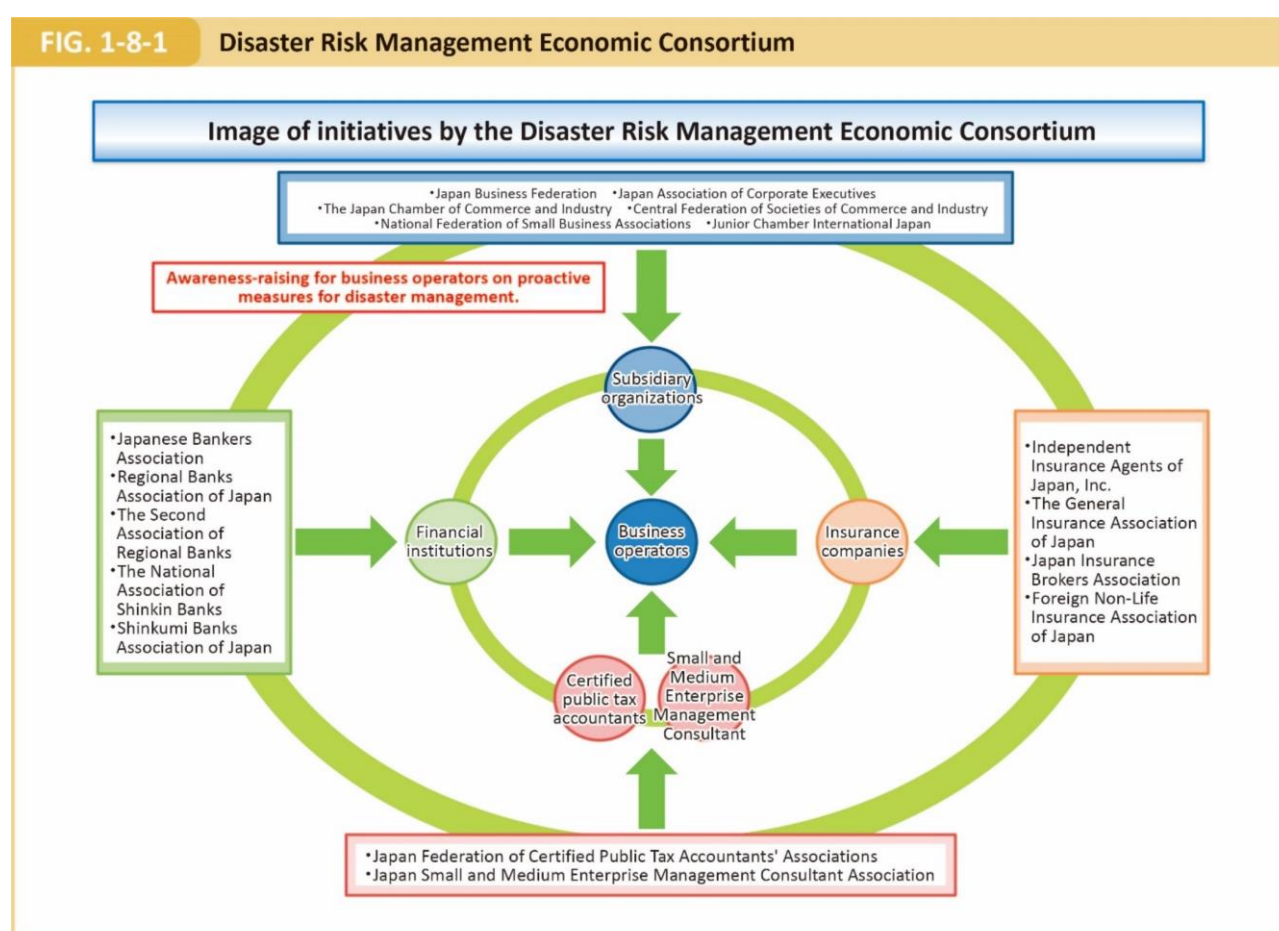 FIG. 1-8-1 Disaster Risk Management Economic Consortium
Image of initiatives by the Disaster Risk Management Economic Consortium
•Japan Business Federation •Japan Association of Corporate Executives
•The Japan Chamber of Commerce and Industry •Central Federation of Societies of Commerce and Industry
•National Federation of Small Business Associations •Junior Chamber International Japan
Awareness-raising for business operators on proactive
measures for disaster management.
Subsidiary
organizations
•Japanese Bankers
Association
•Regional Banks
Association of Japan
•The Second
Association of
Regional Banks
•The National
Association of
Shinkin Banks
•Shinkumi Banks
Association of Japan
Financial
institutions
Business
operators
Insurance
companies
•Independent
Insurance Agents of
Japan, Inc.
•The General
Insurance Association
of Japan
•Japan Insurance
Brokers Association
•Foreign Non-Life
Insurance Association
of Japan
Certified
public tax
accountants
Small and
Medium
Enterprise
Management
Consultant
•Japan Federation of Certified Public Tax Accountants' Associations
•Japan Small and Medium Enterprise Management Consultant Association